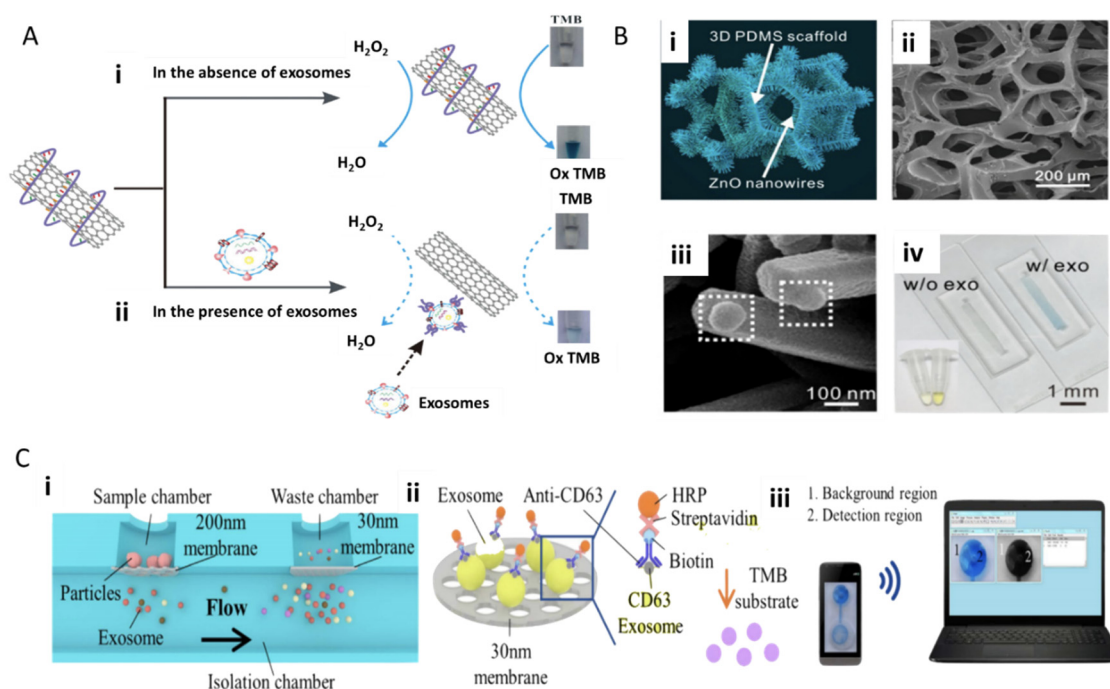 A
i
In the absence of exosomes
H2O2
H2O
TMB
Ox TMB
ii
In the presence of exosomes
H2O2
H2O
TMB
Ox TMB
Exosomes
B
i
3D PDMS scaffold
ZnO nanowires
ii
200 μm
iii
100 nm
iv
w/o exo
w/ exo
1 mm
C
i
Sample chamber
Waste chamber
200nm
membrane
30nm
membrane
Particles
Flow
Exosome
Isolation chamber
ii
Exosome
Anti-CD63
HRP
Streptavidin
Biotin
CD63
Exosome
30nm
membrane
TMB
substrate
iii
1. Background region
2. Detection region
1
2
1
2